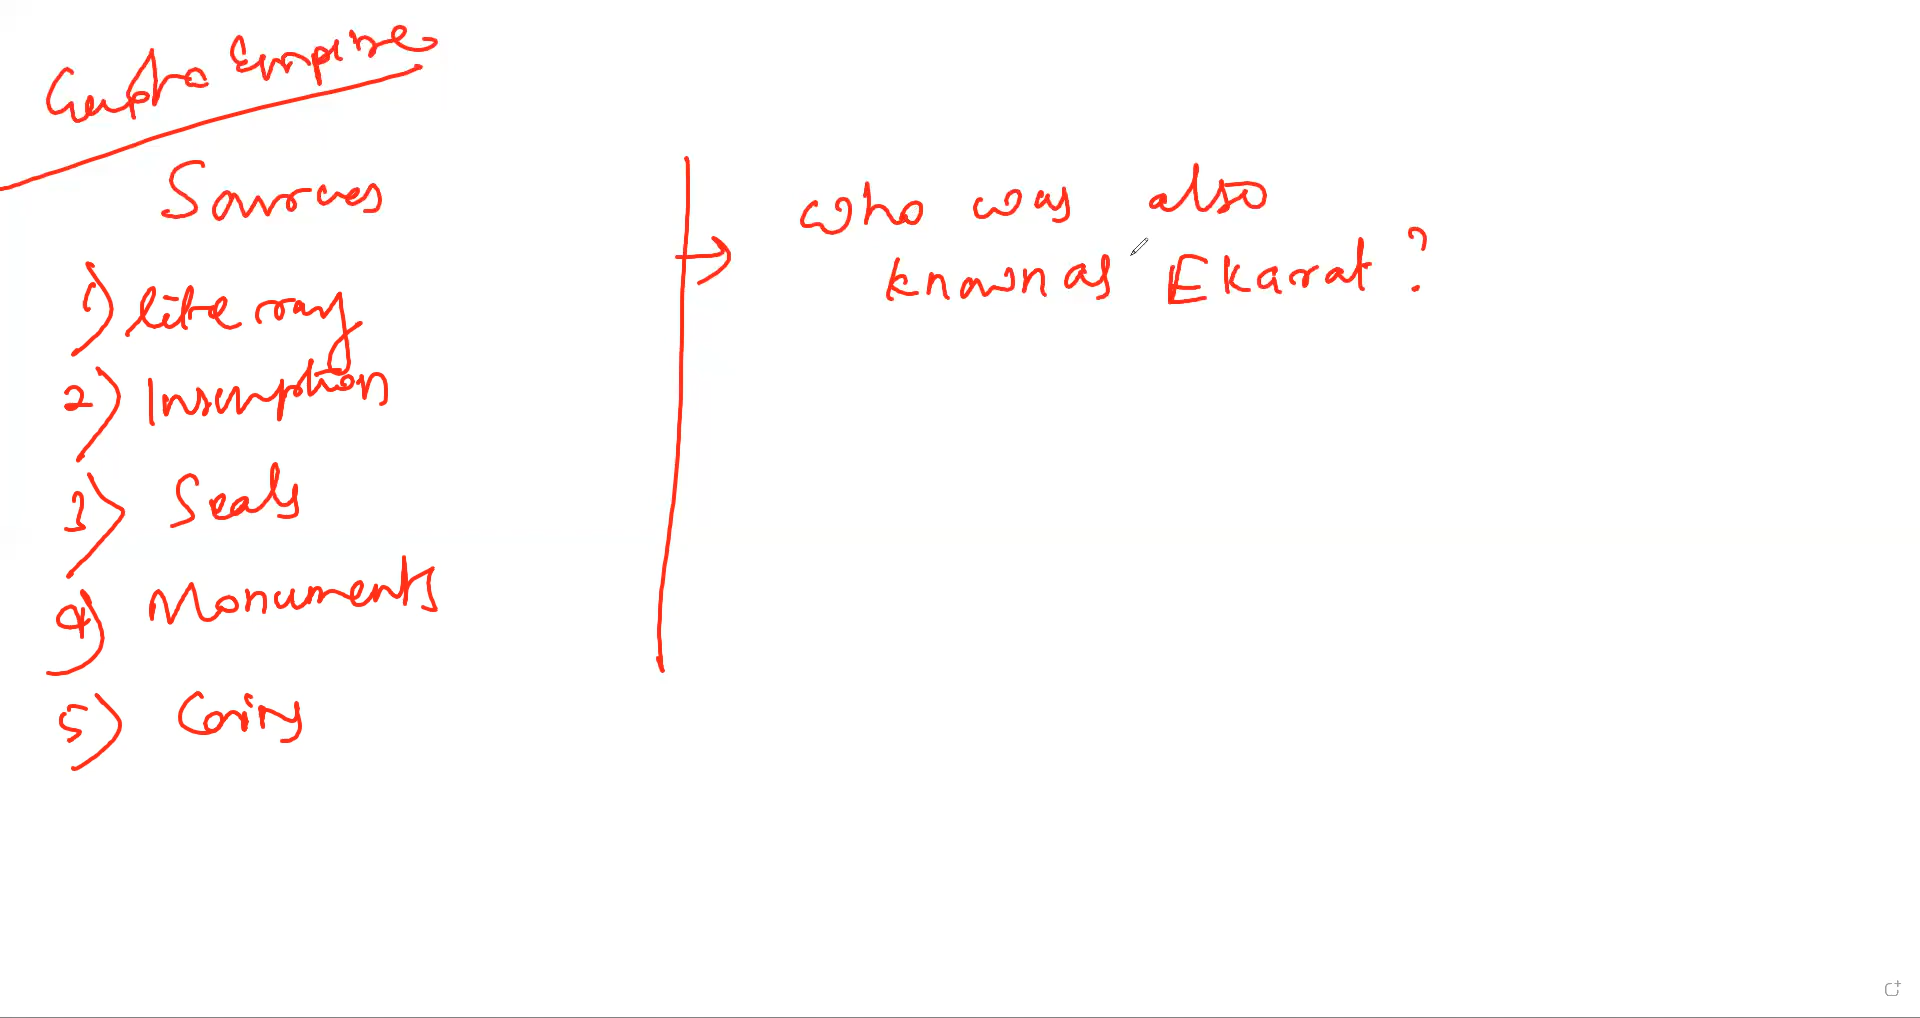 Gupta Empire
Sources
1) literary
2) Inscription
3) Seals
4) Monuments
5) Coins
→ who was also
known as Ekarat ?